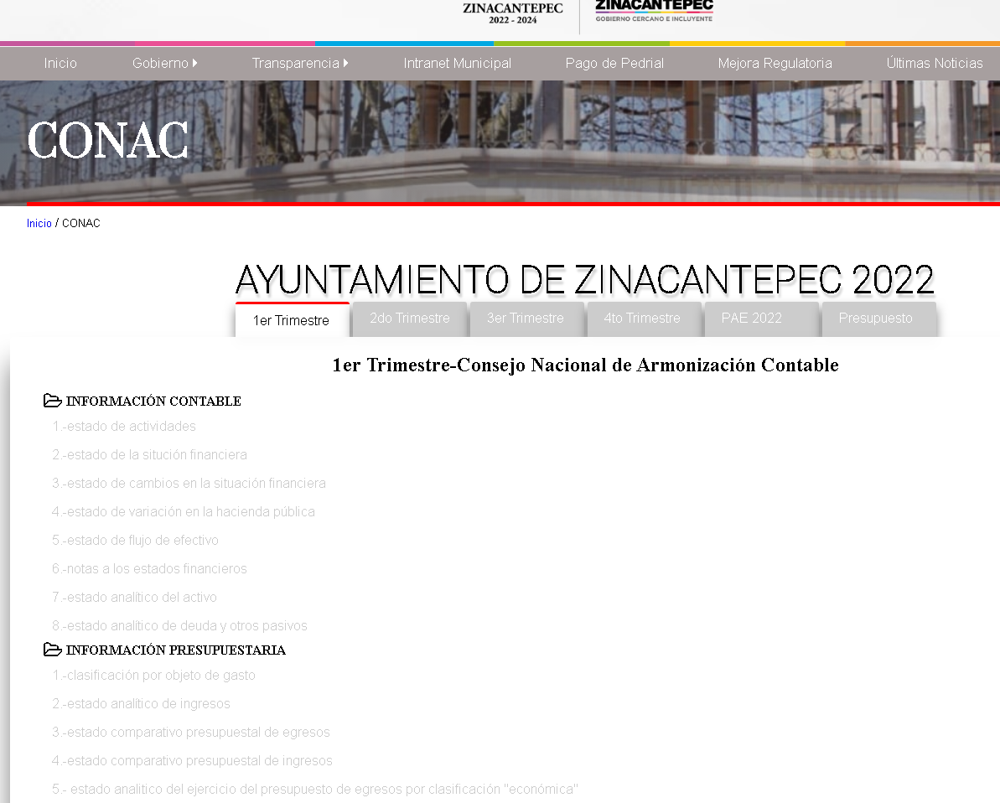 ZINACANTEPEC
2022 - 2024
ZINACANTEPEC
GOBIERNO CERCANO E INCLUYENTE
Inicio Gobierno Transparencia Intranet Municipal Pago de Pedrial Mejora Regulatoria Últimas Noticias
CONAC
Inicio / CONAC
AYUNTAMIENTO DE ZINACANTEPEC 2022
1er Trimestre 2do Trimestre 3er Trimestre 4to Trimestre PAE 2022 Presupuesto
1er Trimestre-Consejo Nacional de Armonización Contable
INFORMACIÓN CONTABLE
1.-estado de actividades
2.-estado de la situción financiera
3.-estado de cambios en la situación financiera
4.-estado de variación en la hacienda pública
5.-estado de flujo de efectivo
6.-notas a los estados financieros
7.-estado analítico del activo
8.-estado analítico de deuda y otros pasivos
INFORMACIÓN PRESUPUESTARIA
1.-clasificación por objeto de gasto
2.-estado analítico de ingresos
3.-estado comparativo presupuestal de egresos
4.-estado comparativo presupuestal de ingresos
5.- estado analitico del ejercicio del presupuesto de egresos por clasificación "económica"